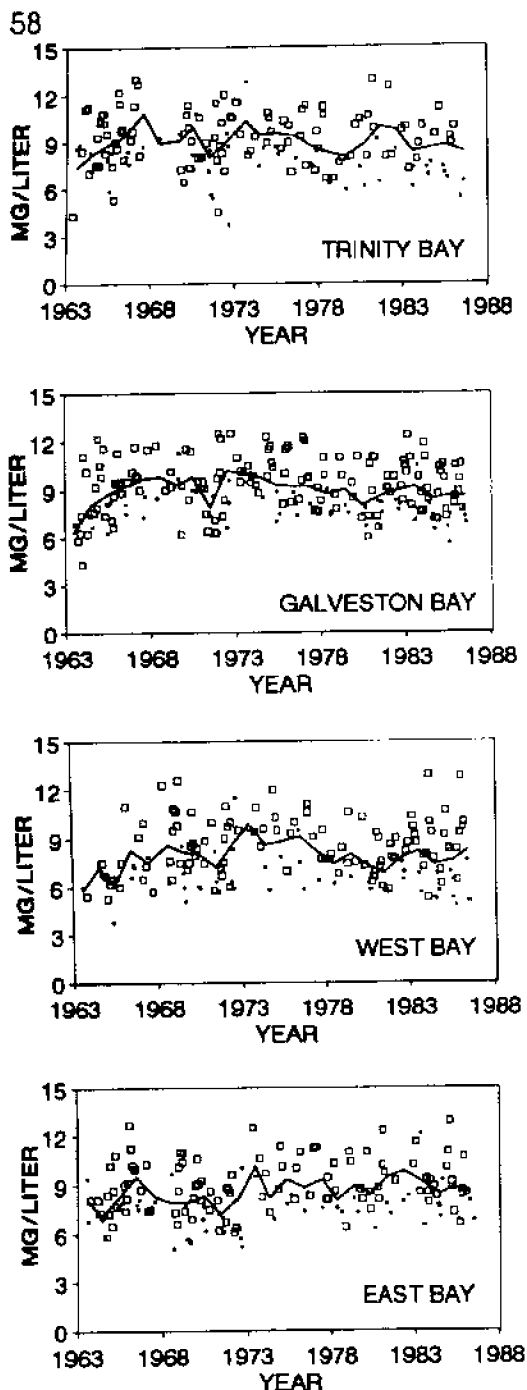 58
15
12
9
6
3
0
MG/LITER
TRINITY BAY
1963 1968 1973 1978 1983 1988
YEAR
15
12
9
6
3
0
MG/LITER
GALVESTON BAY
1963 1968 1973 1978 1983 1988
YEAR
15
12
9
6
3
0
MG/LITER
WEST BAY
1963 1968 1973 1978 1983 1988
YEAR
15
12
9
6
3
0
MG/LITER
EAST BAY
1963 1968 1973 1978 1983 1988
YEAR